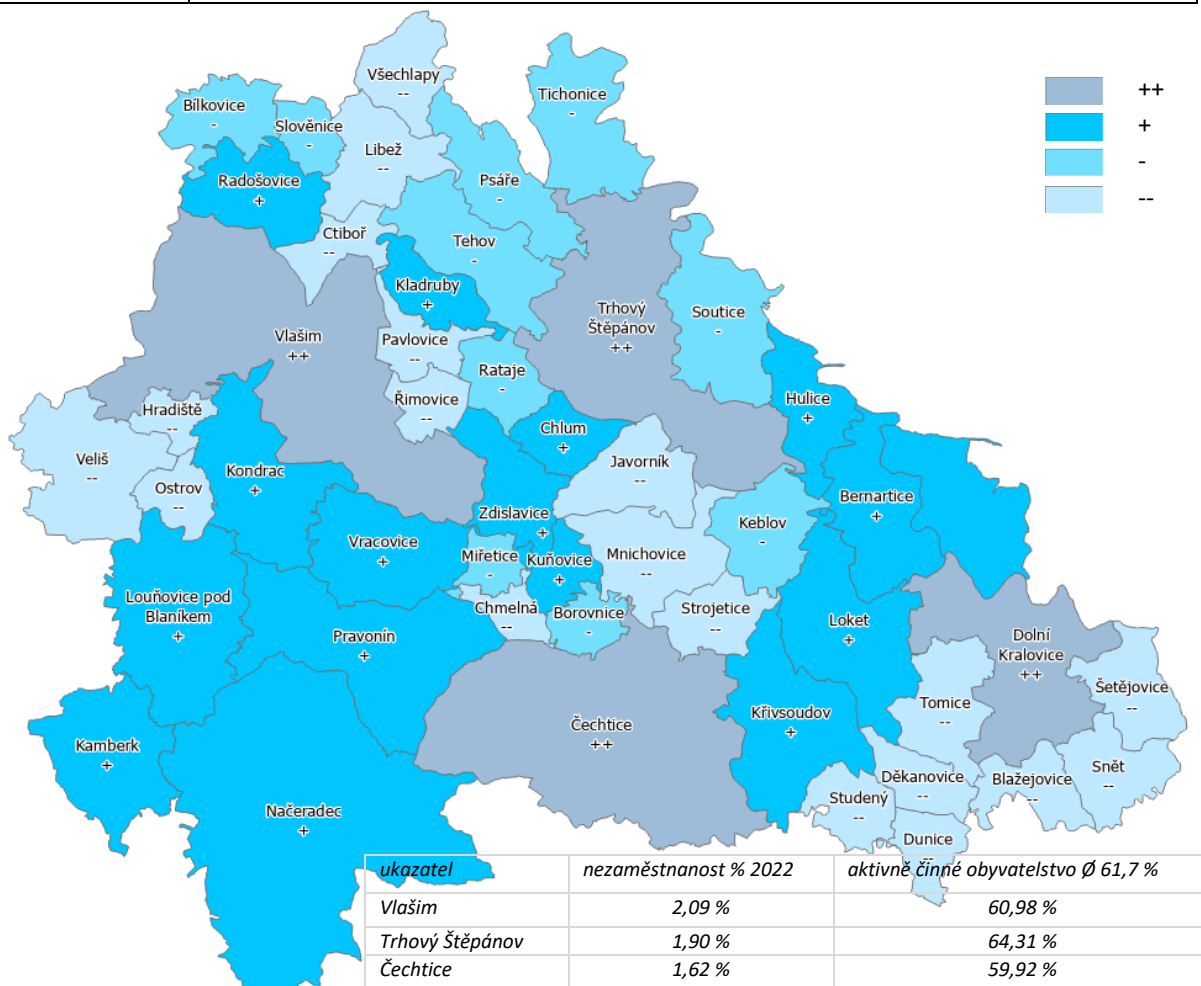 Všechlapy
--
Tichonice
-
++
Bílkovice
-
+
Slověnice
-
-
Libež
--
Psáře
-
--
Radošovice
+
Ctiboř
--
Tehov
-
Kladruby
+
Trhový
Štěpánov
++
Soutice
-
Vlašim
++
Pavlovice
--
Rataje
-
Římovice
--
Hulice
+
Hradiště
--
Chlum
+
Veliš
--
Kondrac
+
Javorník
--
Ostrov
--
Bernartice
+
Zdislavice
+
Keblov
-
Vracovice
+
Miřetice
-
Kuňovice
+
Mnichovice
--
Louňovice pod
Blaníkem
+
Chmelná
--
Borovnice
-
Strojetice
--
Loket
+
Pravonín
+
Dolní
Kralovice
++
Šetějovice
--
Tomice
--
Křivsoudov
+
Čechtice
++
Kamberk
+
Děkanovice
--
Blažejovice
--
Snět
--
Studený
--
Načeradec
+
Dunice
--
ukazatel nezaměstnanost % 2022 aktivně činné obyvatelstvo Ø 61,7 %
Vlašim 2,09 % 60,98 %
Trhový Štěpánov 1,90 % 64,31 %
Čechtice 1,62 % 59,92 %